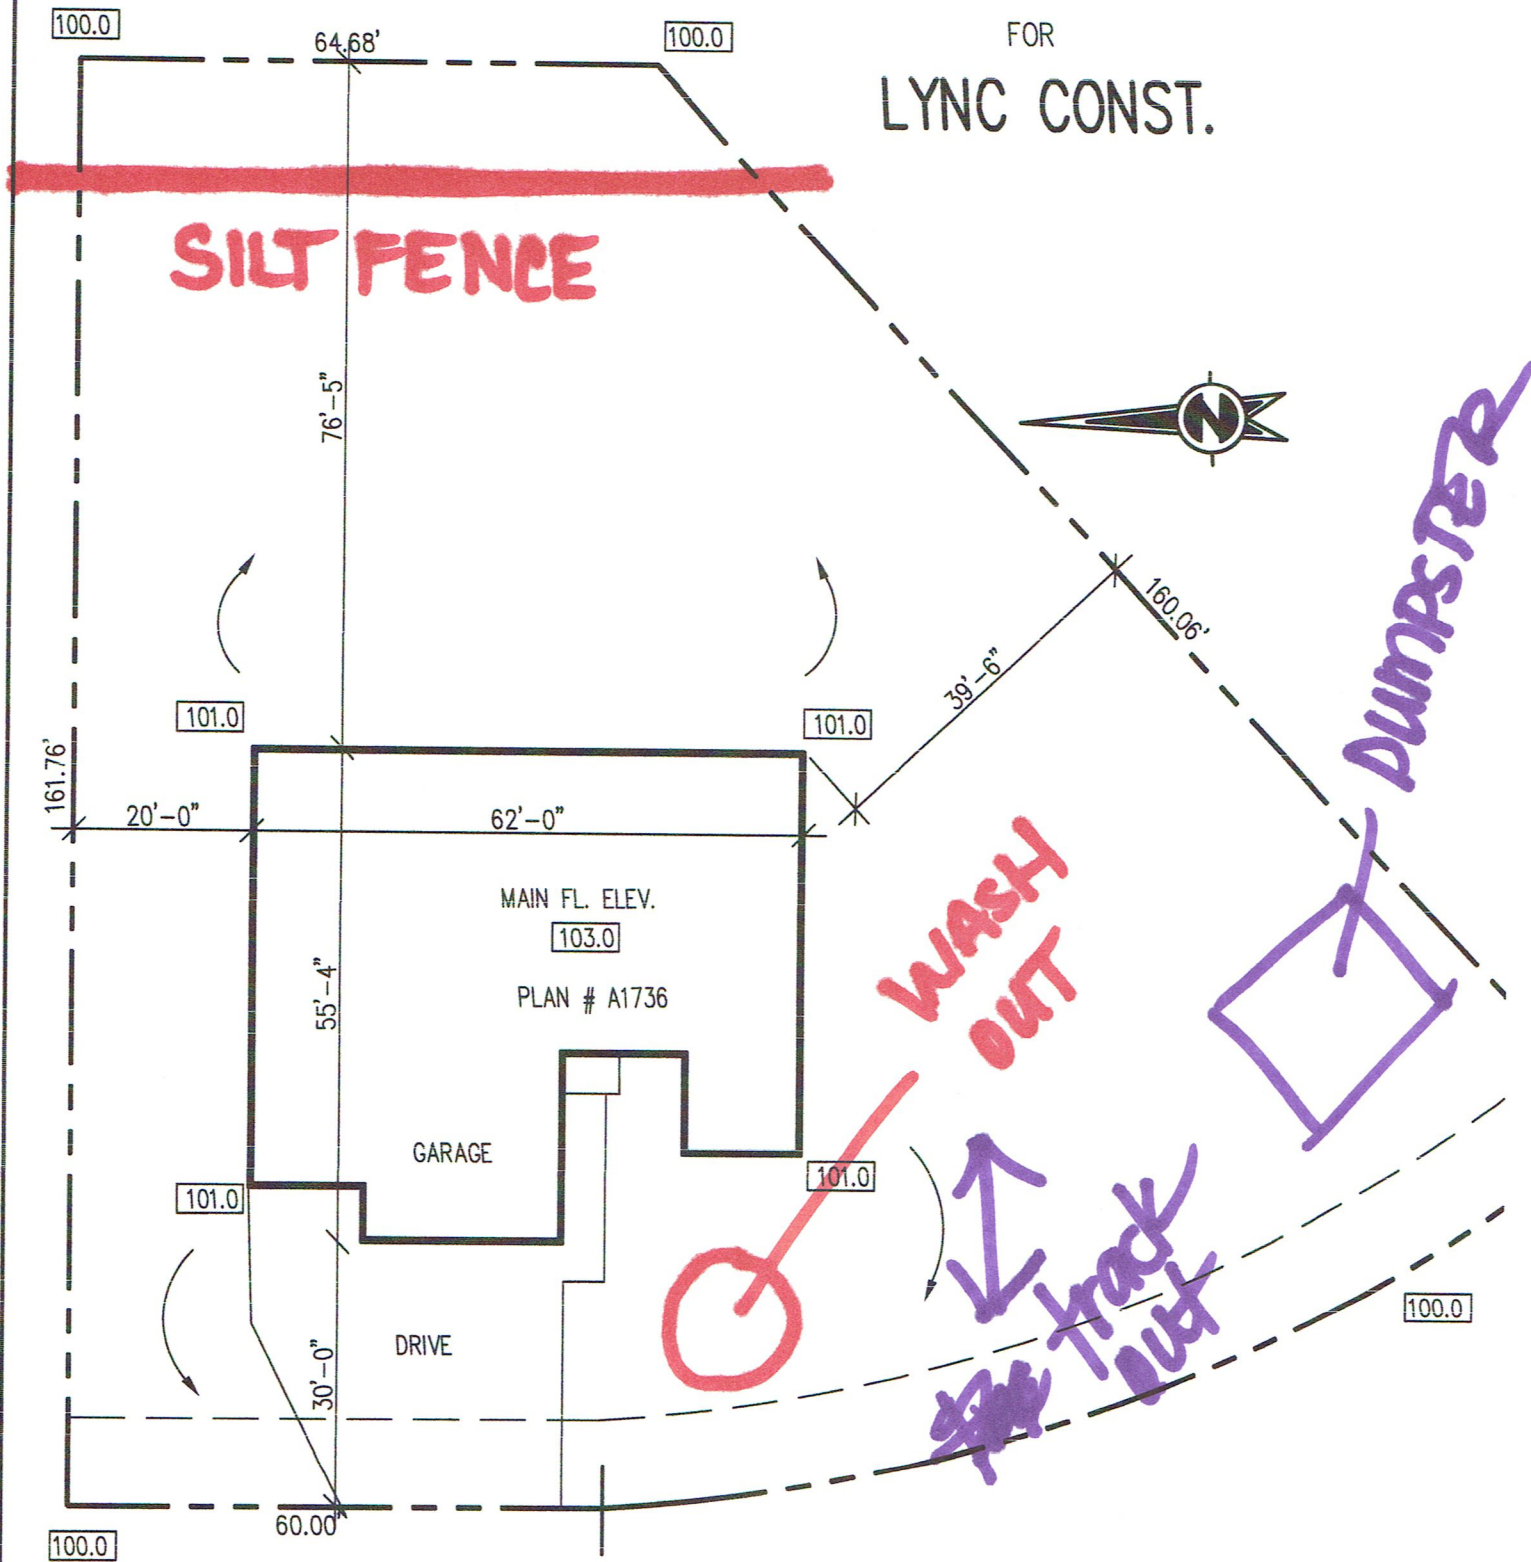 100.0
64.68'
100.0
FOR
LYNC CONST.
SILT FENCE
76'-5"
N
DUMPSTER
160.06'
39'-6"
101.0
101.0
161.76'
20'-0"
62'-0"
MAIN FL. ELEV.
103.0
PLAN # A1736
55'-4"
WASH
OUT
GARAGE
101.0
101.0
track
out
DRIVE
30'-0"
100.0
60.00'
100.0